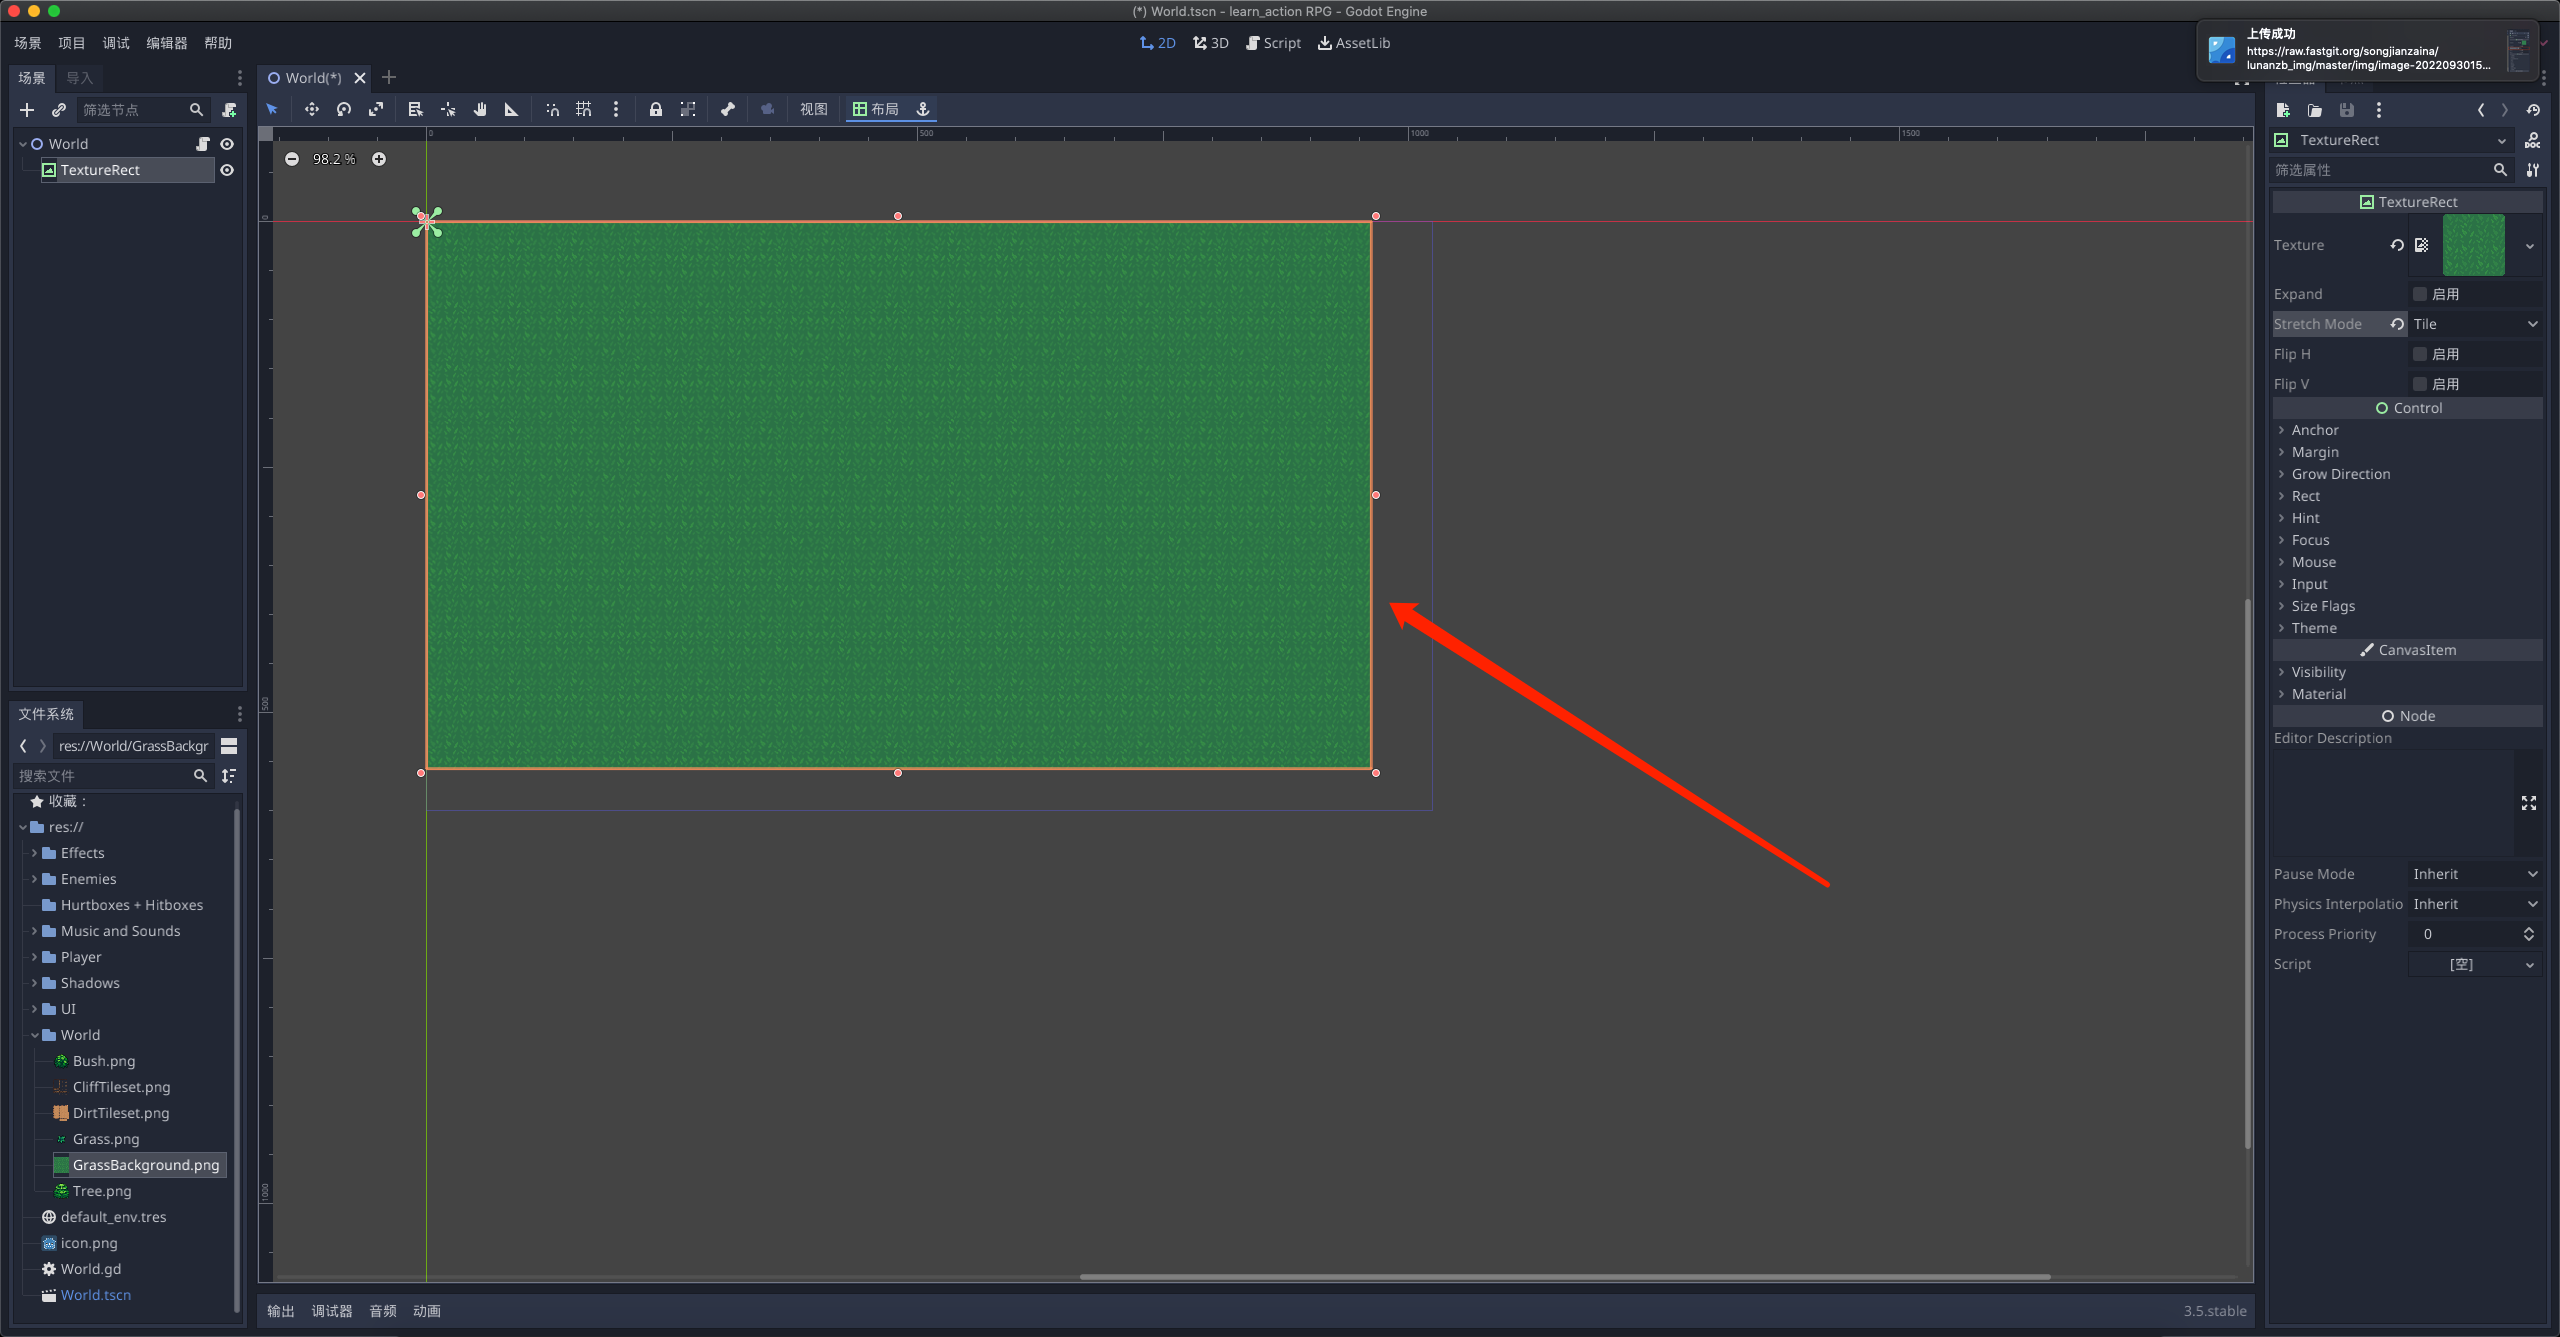 (*) World.tscn - learn_action RPG - Godot Engine
场景 项目 调试 编辑器 帮助
2D 3D Script AssetLib
上传成功
https://raw.fastgit.org/songjianzaina/
lunanzb_img/master/img/image-2022093015...
场景 导入
World(*)
筛选节点
视图 布局
World
TextureRect
0 500 1000 1500
98.2 %
0
500
1000
TextureRect
筛选属性
TextureRect
Texture
Expand 启用
Stretch Mode Tile
Flip H 启用
Flip V 启用
Control
Anchor
Margin
Grow Direction
Rect
Hint
Focus
Mouse
Input
Size Flags
Theme
CanvasItem
Visibility
Material
Node
Editor Description
Pause Mode Inherit
Physics Interpolatio Inherit
Process Priority 0
Script [空]
文件系统
res://World/GrassBackgr
搜索文件
收藏：
res://
Effects
Enemies
Hurtboxes + Hitboxes
Music and Sounds
Player
Shadows
UI
World
Bush.png
CliffTileset.png
DirtTileset.png
Grass.png
GrassBackground.png
Tree.png
default_env.tres
icon.png
World.gd
World.tscn
输出 调试器 音频 动画
3.5.stable